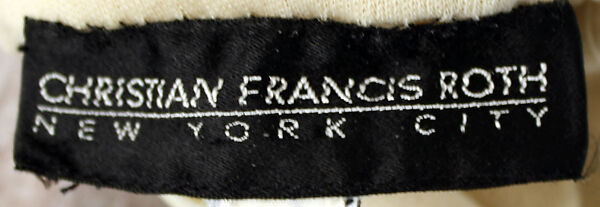 CHRISTIAN FRANCIS ROTH
NEW YORK CITY